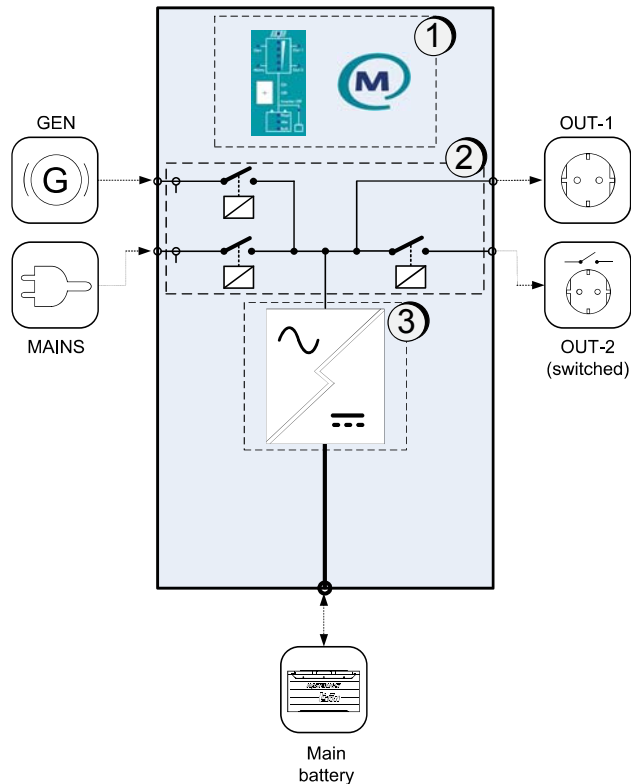 1
GEN
OUT-1
2
G
MAINS
OUT-2
(switched)
3
M
Main
battery